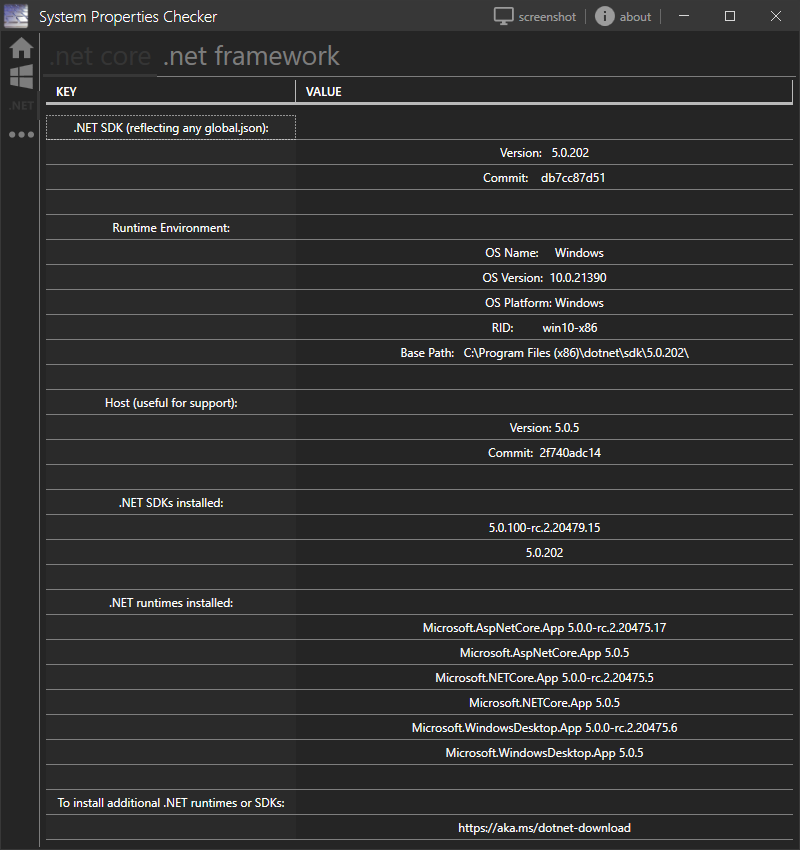 System Properties Checker
screenshot
about
.net core .net framework
.NET
KEY VALUE
.NET SDK (reflecting any global.json):
Version: 5.0.202
Commit: db7cc87d51
Runtime Environment:
OS Name: Windows
OS Version: 10.0.21390
OS Platform: Windows
RID: win10-x86
Base Path: C:\Program Files (x86)\dotnet\sdk\5.0.202\
Host (useful for support):
Version: 5.0.5
Commit: 2f740adc14
.NET SDKs installed:
5.0.100-rc.2.20479.15
5.0.202
.NET runtimes installed:
Microsoft.AspNetCore.App 5.0.0-rc.2.20475.17
Microsoft.AspNetCore.App 5.0.5
Microsoft.NETCore.App 5.0.0-rc.2.20475.5
Microsoft.NETCore.App 5.0.5
Microsoft.WindowsDesktop.App 5.0.0-rc.2.20475.6
Microsoft.WindowsDesktop.App 5.0.5
To install additional .NET runtimes or SDKs:
https://aka.ms/dotnet-download